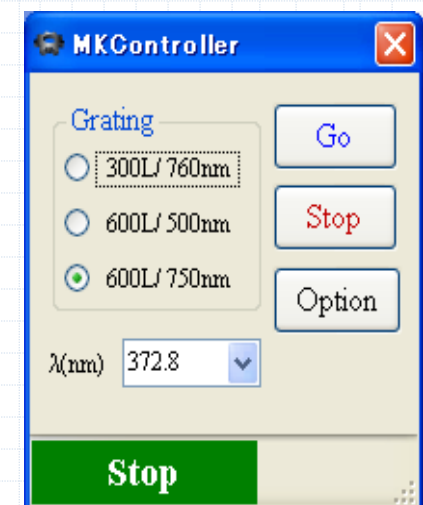 MKController
Grating
300L/ 760nm
600L/ 500nm
600L/ 750nm
Go
Stop
Option
λ(nm) 372.8
Stop